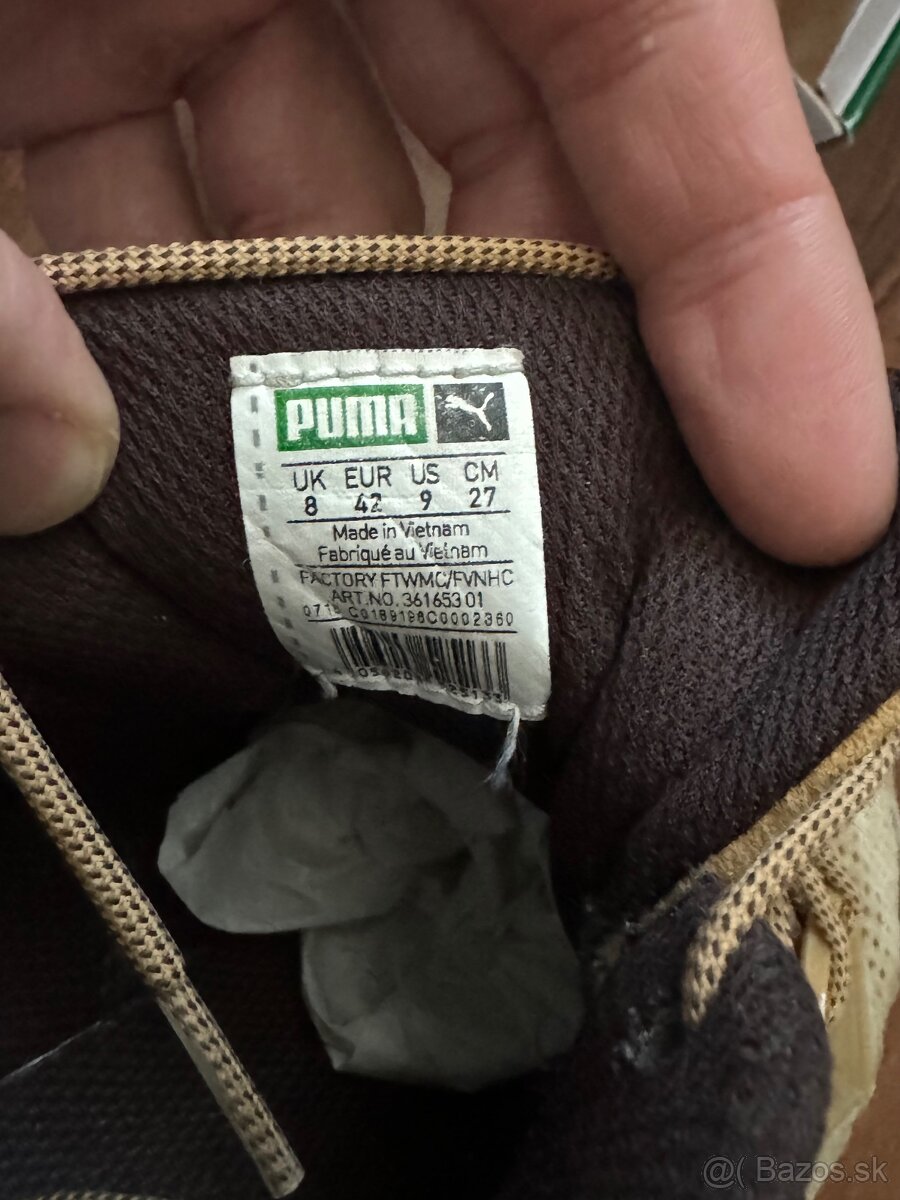 PUMA
UK EUR US CM
8 42 9 27
Made in Vietnam
Fabriqué au Vietnam
FACTORY FTWMC/FVNHC
ART.NO. 361653 01
@( Bazos.sk